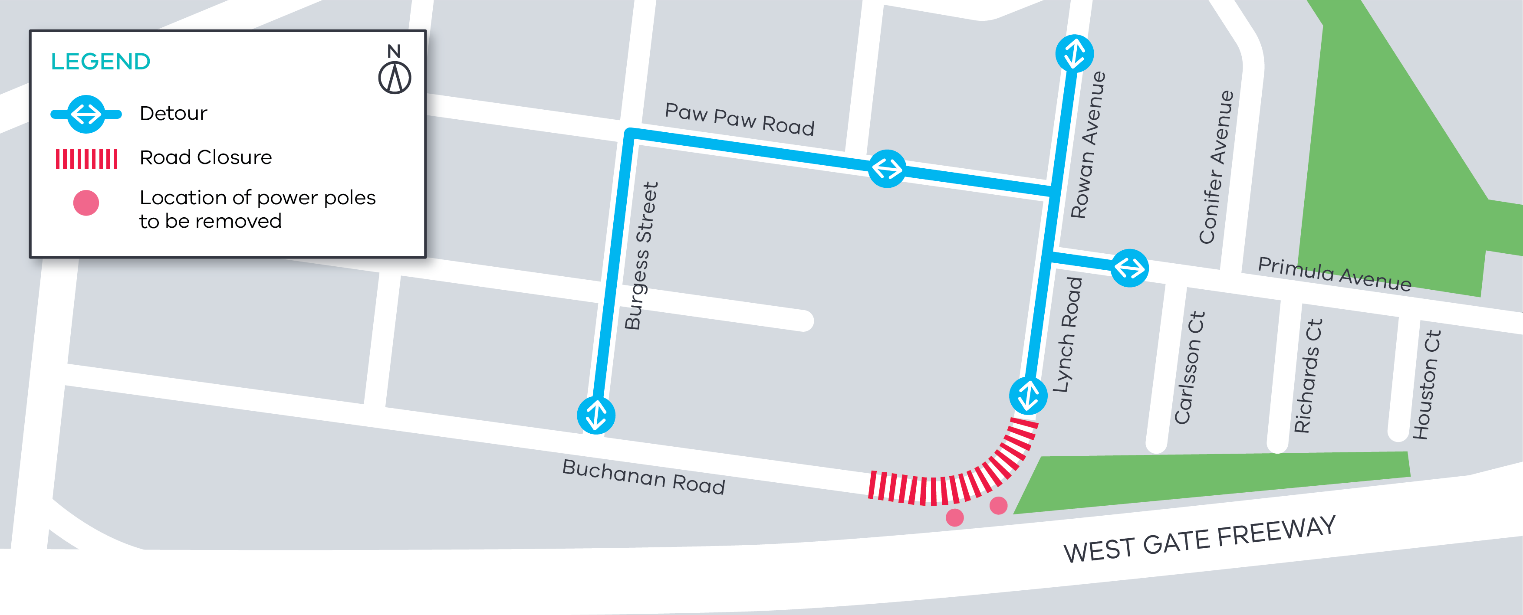 LEGEND
N
Detour
Road Closure
Location of power poles
to be removed
Paw Paw Road
Rowan Avenue
Conifer Avenue
Burgess Street
Primula Avenue
Lynch Road
Carlsson Ct
Richards Ct
Houston Ct
Buchanan Road
WEST GATE FREEWAY